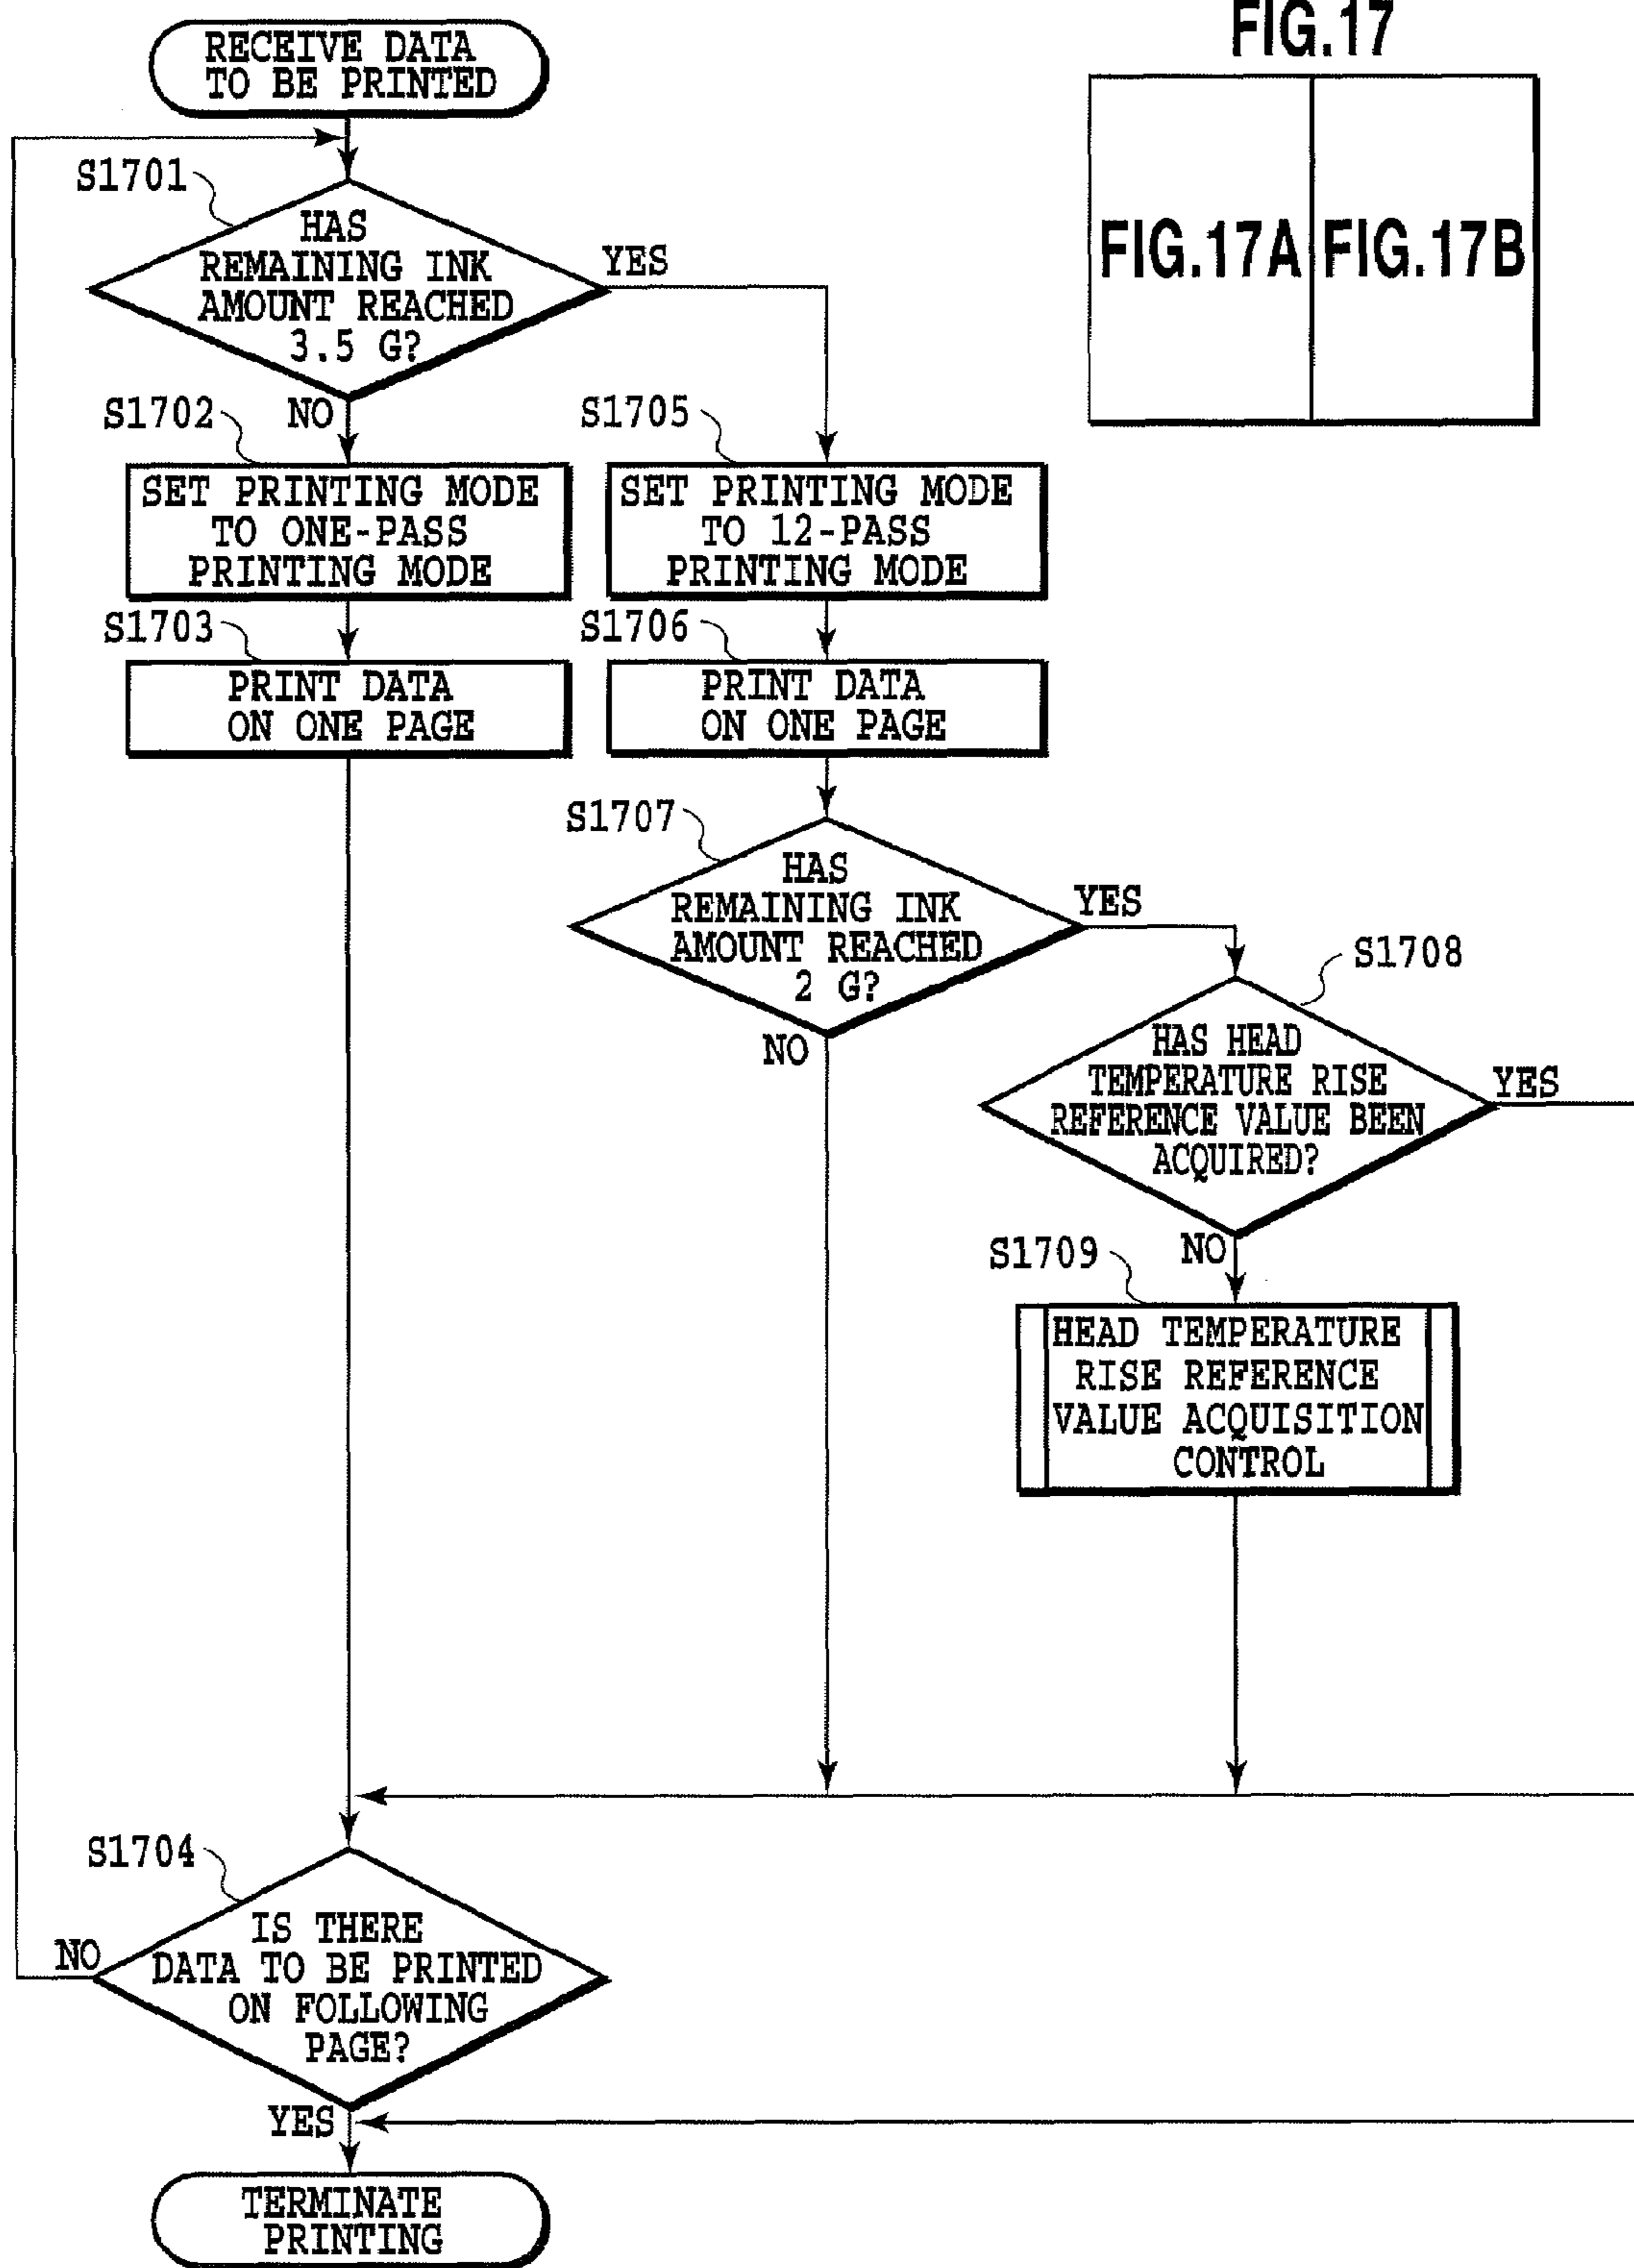 FIG.17
FIG.17A
FIG.17B
RECEIVE DATA
TO BE PRINTED
S1701
HAS
REMAINING INK
AMOUNT REACHED
3.5 G?
YES
NO
S1702
SET PRINTING MODE
TO ONE-PASS
PRINTING MODE
S1703
PRINT DATA
ON ONE PAGE
S1705
SET PRINTING MODE
TO 12-PASS
PRINTING MODE
S1706
PRINT DATA
ON ONE PAGE
S1707
HAS
REMAINING INK
AMOUNT REACHED
2 G?
YES
NO
S1708
HAS HEAD
TEMPERATURE RISE
REFERENCE VALUE BEEN
ACQUIRED?
YES
NO
S1709
HEAD TEMPERATURE
RISE REFERENCE
VALUE ACQUISITION
CONTROL
S1704
IS THERE
DATA TO BE PRINTED
ON FOLLOWING
PAGE?
NO
YES
TERMINATE
PRINTING